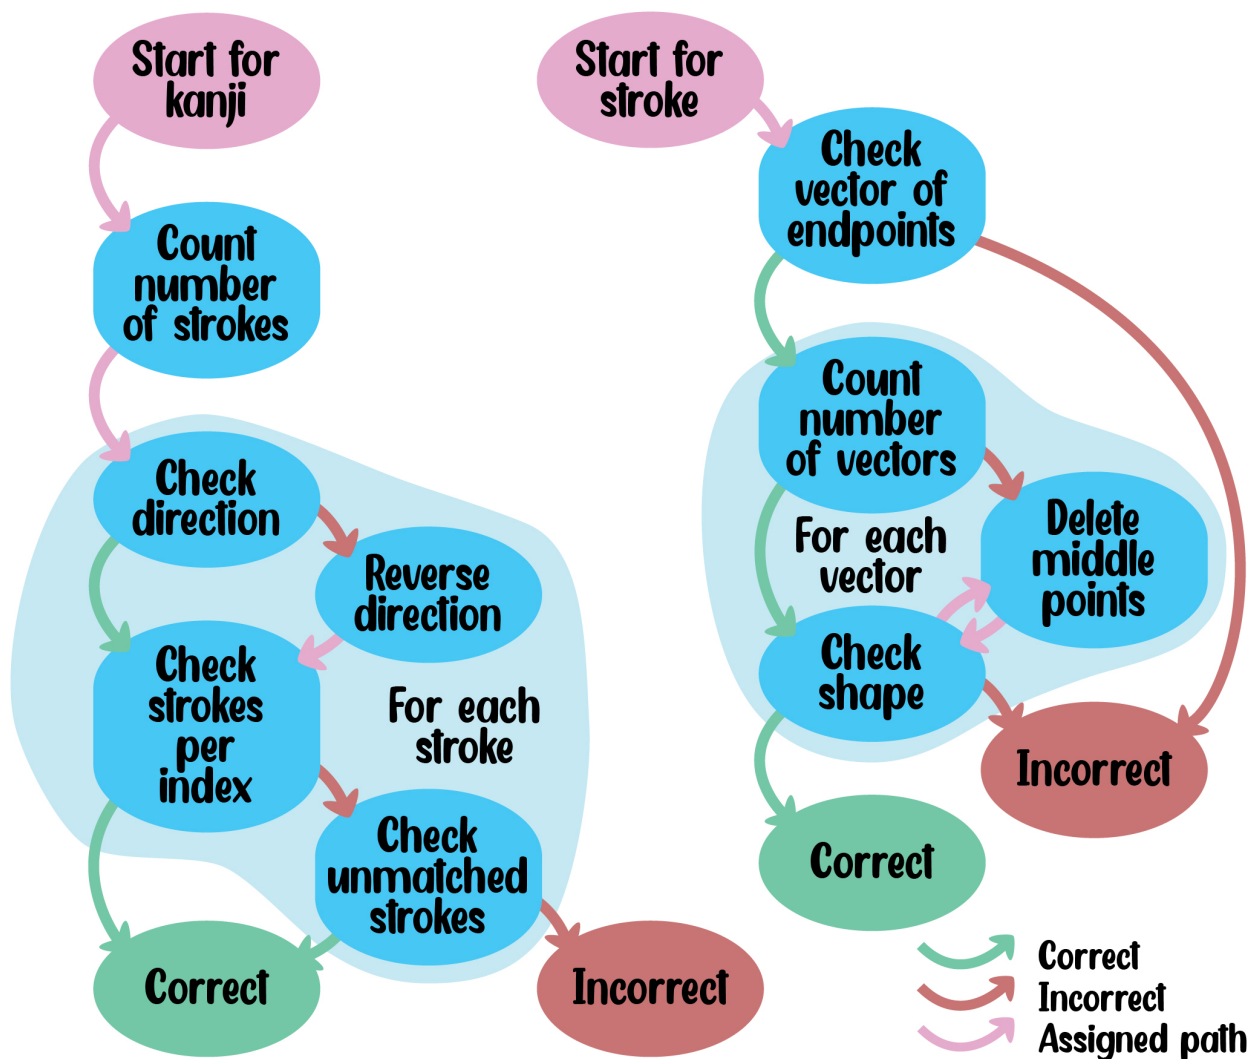 Start for
kanji
Count
number
of strokes
Check
direction
Reverse
direction
Check
strokes
per
index
For each
stroke
Check
unmatched
strokes
Correct
Incorrect
Start for
stroke
Check
vector of
endpoints
Count
number
of vectors
For each
vector
Delete
middle
points
Check
shape
Incorrect
Correct
Correct
Incorrect
Assigned path